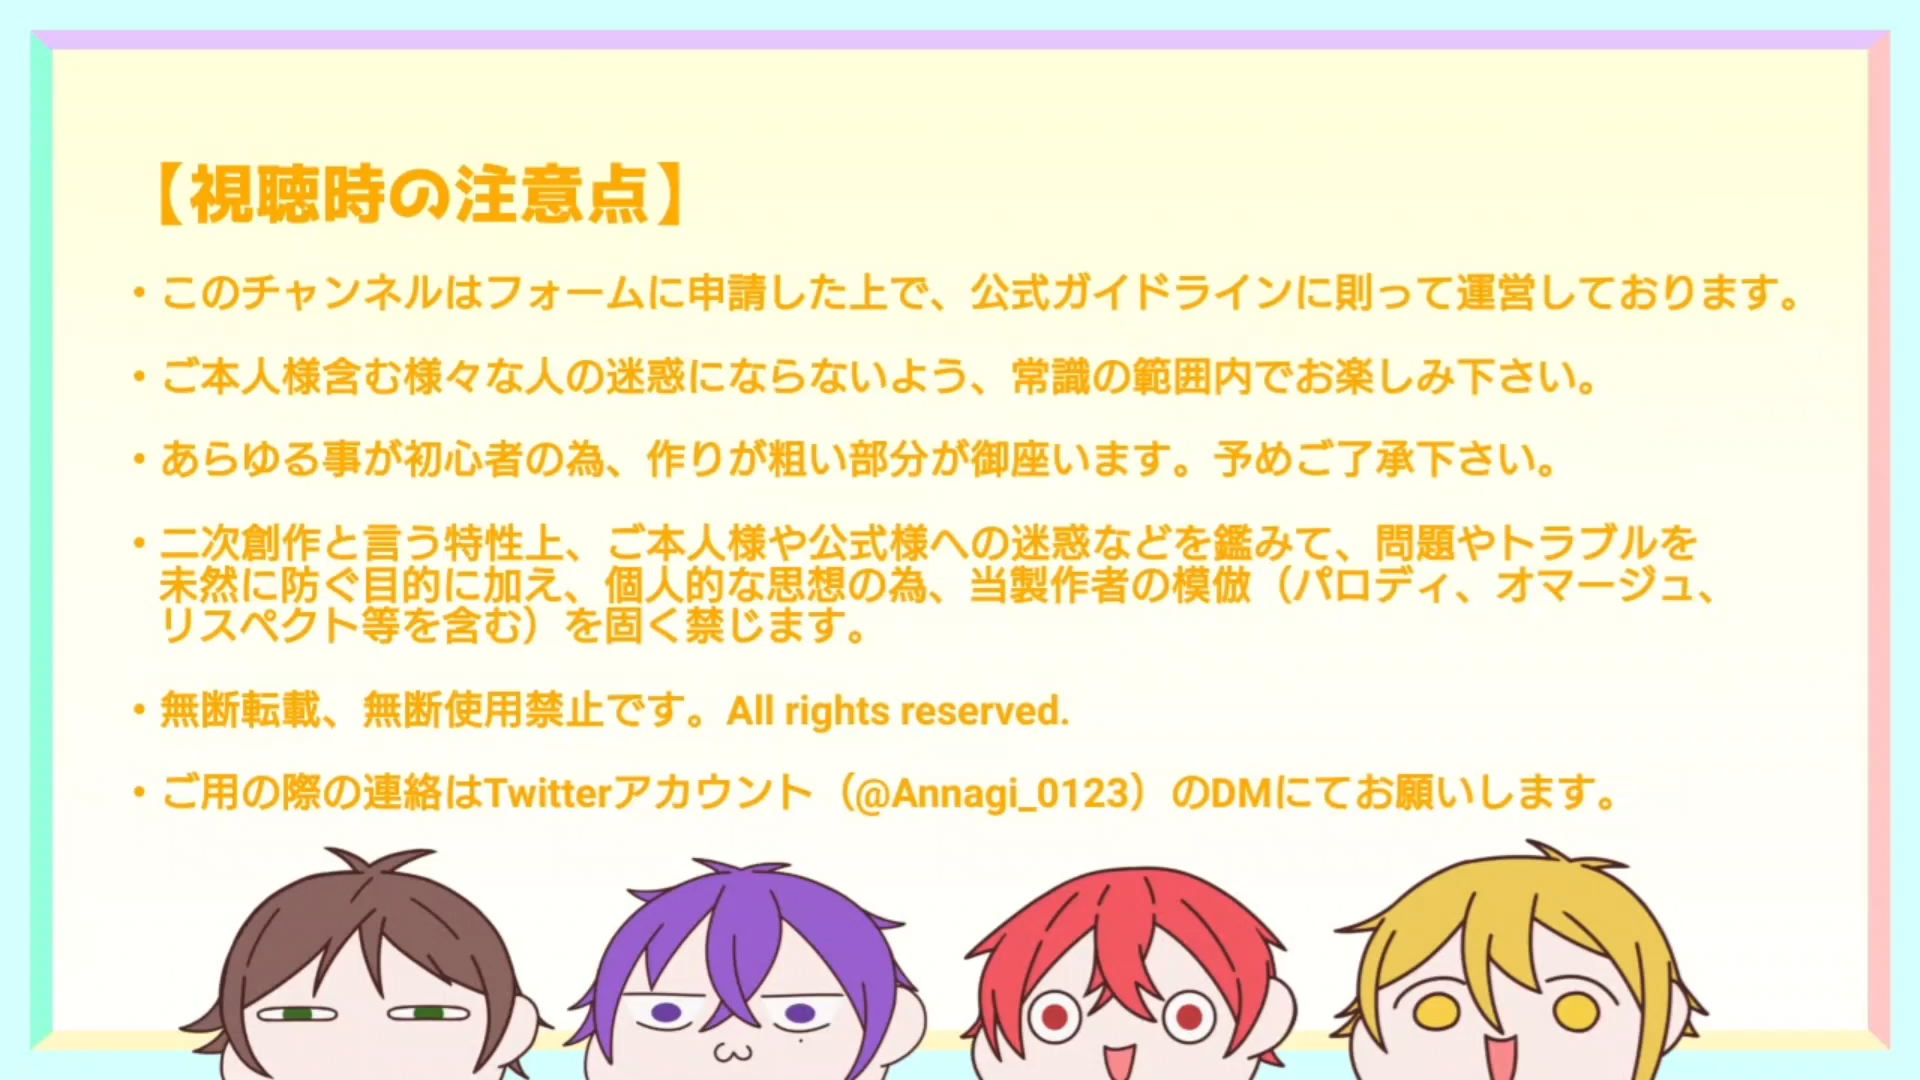 【視聴時の注意点】
・このチャンネルはフォームに申請した上で、公式ガイドラインに則って運営しております。
・ご本人様含む様々な人の迷惑にならないよう、常識の範囲内でお楽しみ下さい。
・あらゆる事が初心者の為、作りが粗い部分が御座います。予めご了承下さい。
・二次創作と言う特性上、ご本人様や公式様への迷惑などを鑑みて、問題やトラブルを
未然に防ぐ目的に加え、個人的な思想の為、当製作者の模倣（パロディ、オマージュ、
リスペクト等を含む）を固く禁じます。
・無断転載、無断使用禁止です。All rights reserved.
・ご用の際の連絡はTwitterアカウント（@Annagi_0123）のDMにてお願いします。